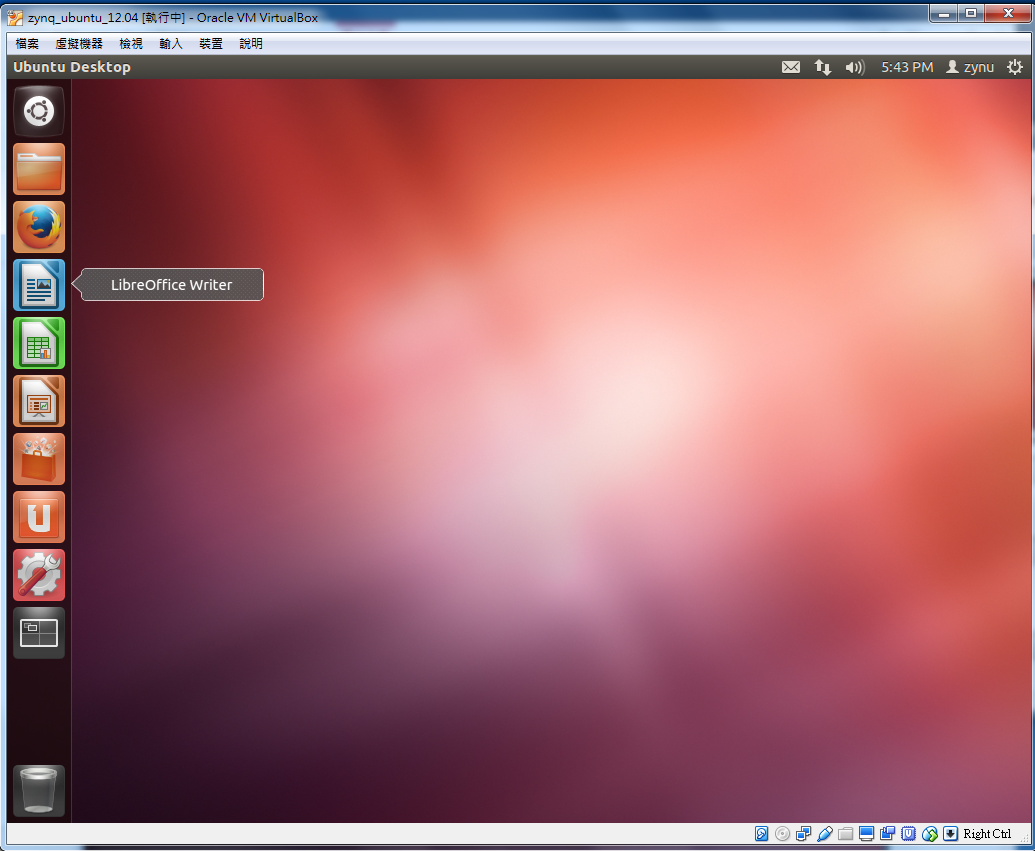 zynq_ubuntu_12.04 [執行中] - Oracle VM VirtualBox
檔案 虛擬機器 檢視 輸入 裝置 說明
Ubuntu Desktop 5:43 PM zynu
LibreOffice Writer
Right Ctrl